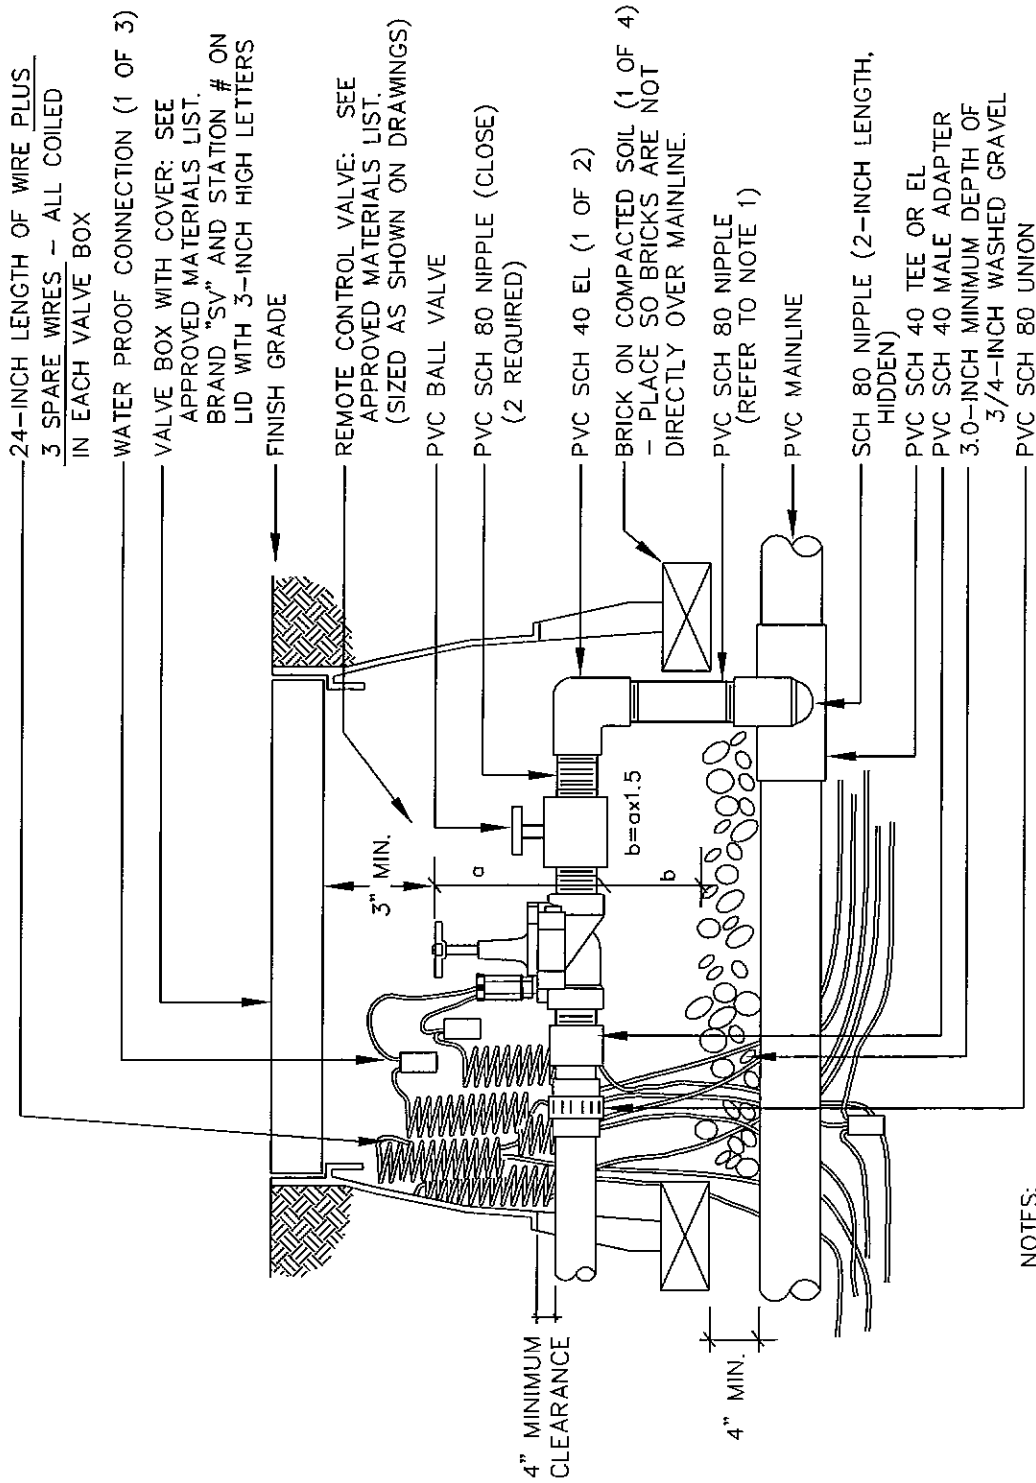 24-INCH LENGTH OF WIRE PLUS
3 SPARE WIRES - ALL COILED
IN EACH VALVE BOX
WATER PROOF CONNECTION (1 OF 3)
VALVE BOX WITH COVER: SEE
APPROVED MATERIALS LIST.
BRAND "SV" AND STATION # ON
LID WITH 3-INCH HIGH LETTERS
FINISH GRADE
REMOTE CONTROL VALVE: SEE
APPROVED MATERIALS LIST.
(SIZED AS SHOWN ON DRAWINGS)
PVC BALL VALVE
PVC SCH 80 NIPPLE (CLOSE)
(2 REQUIRED)
PVC SCH 40 EL (1 OF 2)
BRICK ON COMPACTED SOIL (1 OF 4)
- PLACE SO BRICKS ARE NOT
DIRECTLY OVER MAINLINE.
PVC SCH 80 NIPPLE
(REFER TO NOTE 1)
PVC MAINLINE
SCH 80 NIPPLE (2-INCH LENGTH,
HIDDEN)
PVC SCH 40 TEE OR EL
PVC SCH 40 MALE ADAPTER
3.0-INCH MINIMUM DEPTH OF
3/4-INCH WASHED GRAVEL
PVC SCH 80 UNION
3" MIN.
a
b
b=ax1.5
4" MINIMUM
CLEARANCE
4" MIN.
NOTES: